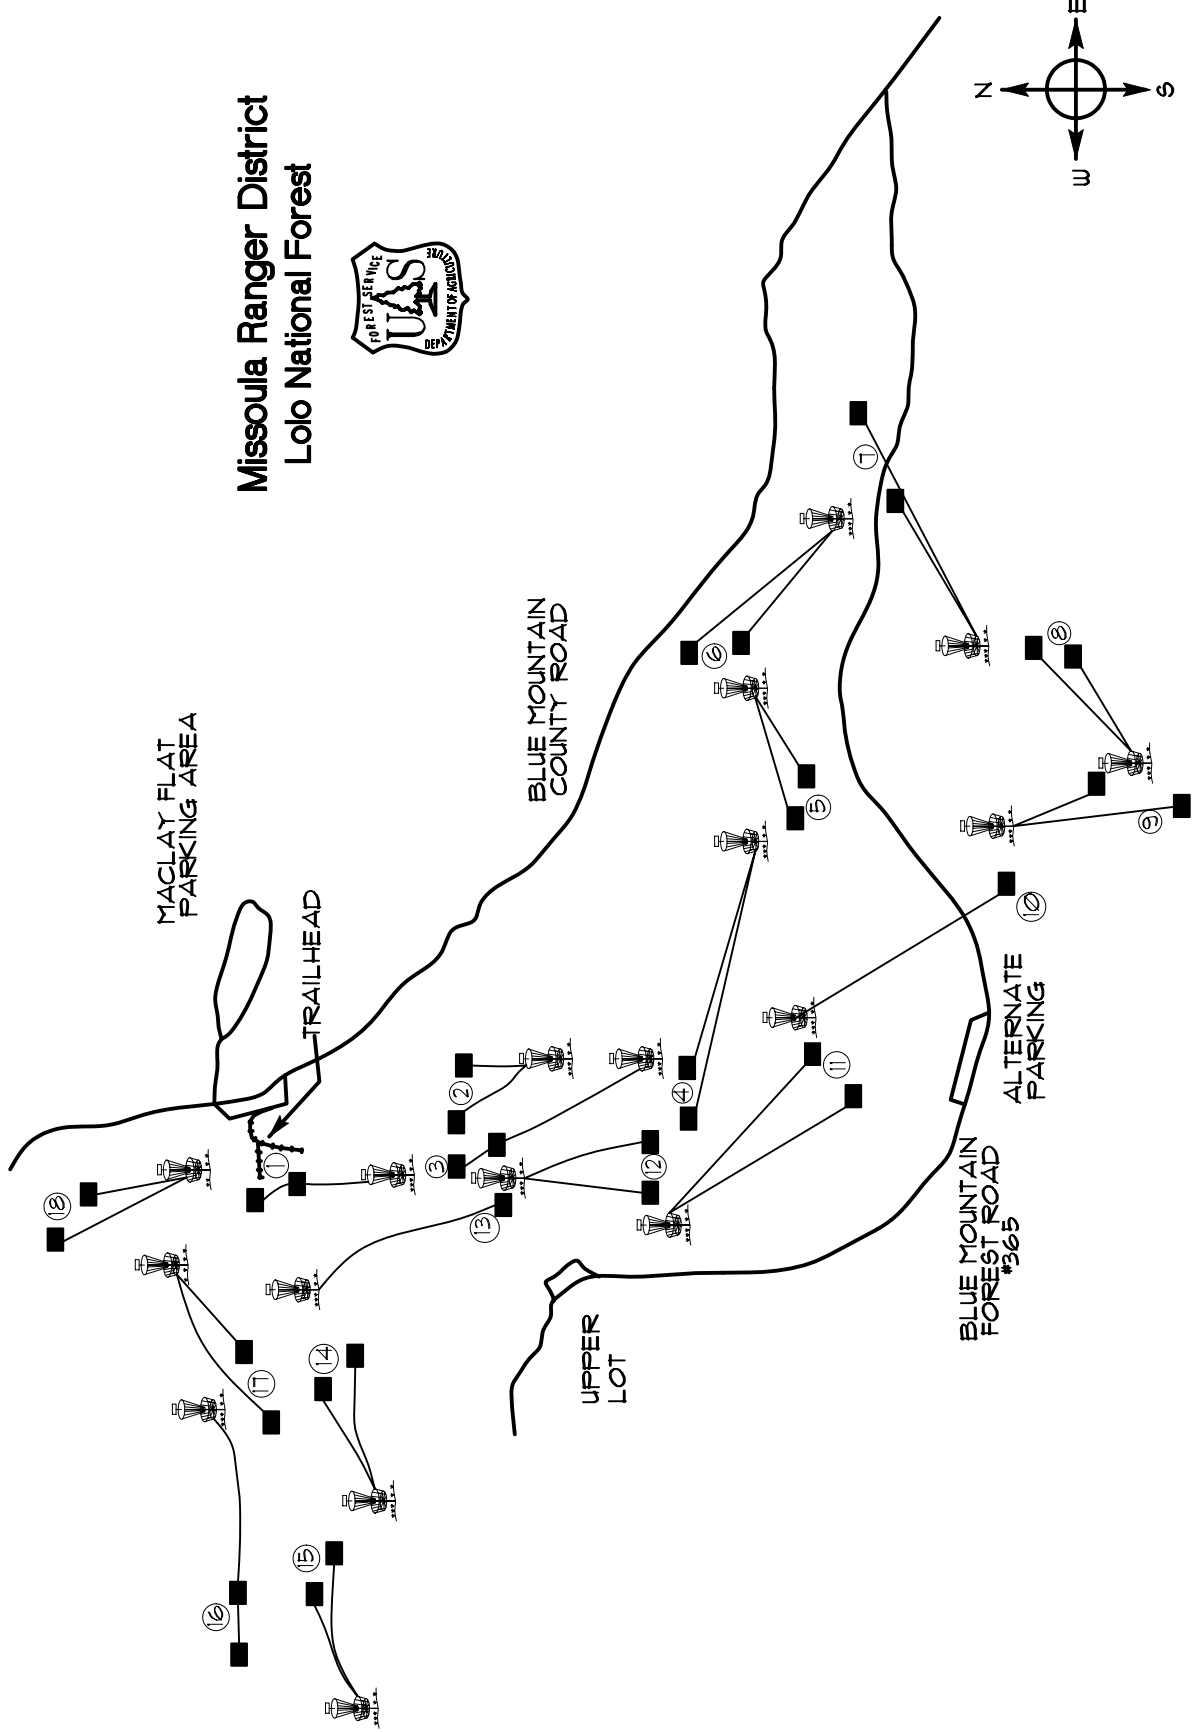 Missoula Ranger District
Lolo National Forest
FOREST SERVICE
U S
DEPARTMENT OF AGRICULTURE
N
E
S
W
MACLAY FLAT
PARKING AREA
TRAILHEAD
BLUE MOUNTAIN
COUNTY ROAD
UPPER
LOT
ALTERNATE
PARKING
BLUE MOUNTAIN
FOREST ROAD
#365
1
2
3
4
5
6
7
8
9
10
11
12
13
14
15
16
17
18